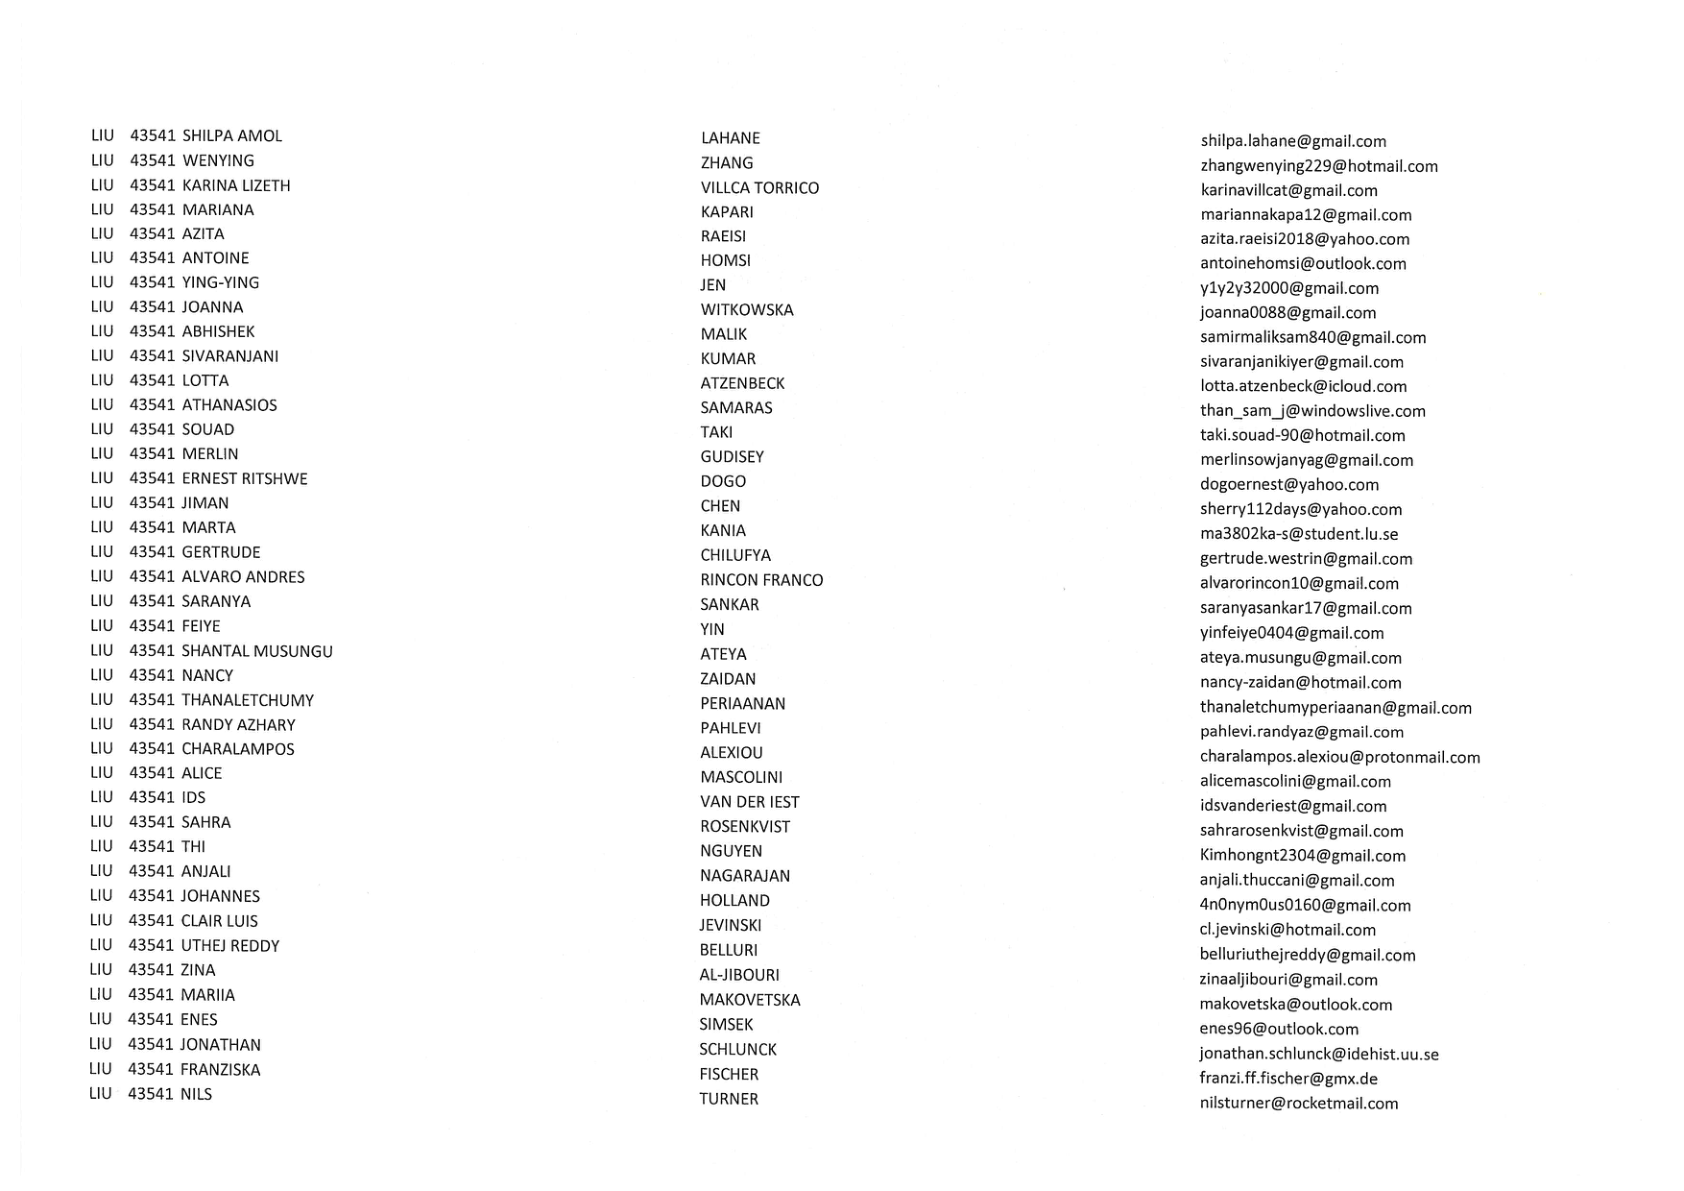 LIU 43541 SHILPA AMOL LAHANE shilpa.lahane@gmail.com
LIU 43541 WENYING ZHANG zhangwenying229@hotmail.com
LIU 43541 KARINA LIZETH VILLCA TORRICO karinavillcat@gmail.com
LIU 43541 MARIANA KAPARI mariannakapa12@gmail.com
LIU 43541 AZITA RAEISI azita.raeisi2018@yahoo.com
LIU 43541 ANTOINE HOMSI antoinehomsi@outlook.com
LIU 43541 YING-YING JEN y1y2y32000@gmail.com
LIU 43541 JOANNA WITKOWSKA joanna0088@gmail.com
LIU 43541 ABHISHEK MALIK samirmaliksam840@gmail.com
LIU 43541 SIVARANJANI KUMAR sivaranjanikiyer@gmail.com
LIU 43541 LOTTA ATZENBECK lotta.atzenbeck@icloud.com
LIU 43541 ATHANASIOS SAMARAS than_sam_j@windowslive.com
LIU 43541 SOUAD TAKI taki.souad-90@hotmail.com
LIU 43541 MERLIN GUDISEY merlinsowjanyag@gmail.com
LIU 43541 ERNEST RITSHWE DOGO dogoernest@yahoo.com
LIU 43541 JIMAN CHEN sherry112days@yahoo.com
LIU 43541 MARTA KANIA ma3802ka-s@student.lu.se
LIU 43541 GERTRUDE CHILUFYA gertrude.westrin@gmail.com
LIU 43541 ALVARO ANDRES RINCON FRANCO alvarorincon10@gmail.com
LIU 43541 SARANYA SANKAR saranyasankar17@gmail.com
LIU 43541 FEIYE YIN yinfeiye0404@gmail.com
LIU 43541 SHANTAL MUSUNGU ATEYA ateya.musungu@gmail.com
LIU 43541 NANCY ZAIDAN nancy-zaidan@hotmail.com
LIU 43541 THANALETCHUMY PERIAANAN thanaletchumyperiaanan@gmail.com
LIU 43541 RANDY AZHARY PAHLEVI pahlevi.randyaz@gmail.com
LIU 43541 CHARALAMPOS ALEXIOU charalampos.alexiou@protonmail.com
LIU 43541 ALICE MASCOLINI alicemascolini@gmail.com
LIU 43541 IDS VAN DER IEST idsvanderiest@gmail.com
LIU 43541 SAHRA ROSENKVIST sahrarosenkvist@gmail.com
LIU 43541 THI NGUYEN Kimhongnt2304@gmail.com
LIU 43541 ANJALI NAGARAJAN anjali.thuccani@gmail.com
LIU 43541 JOHANNES HOLLAND 4n0nym0us0160@gmail.com
LIU 43541 CLAIR LUIS JEVINSKI cl.jevinski@hotmail.com
LIU 43541 UTHEJ REDDY BELLURI belluriuthejreddy@gmail.com
LIU 43541 ZINA AL-JIBOURI zinaaljibouri@gmail.com
LIU 43541 MARIIA MAKOVETSKA makovetska@outlook.com
LIU 43541 ENES SIMSEK enes96@outlook.com
LIU 43541 JONATHAN SCHLUNCK jonathan.schlunck@idehist.uu.se
LIU 43541 FRANZISKA FISCHER franzi.ff.fischer@gmx.de
LIU 43541 NILS TURNER nilsturner@rocketmail.com